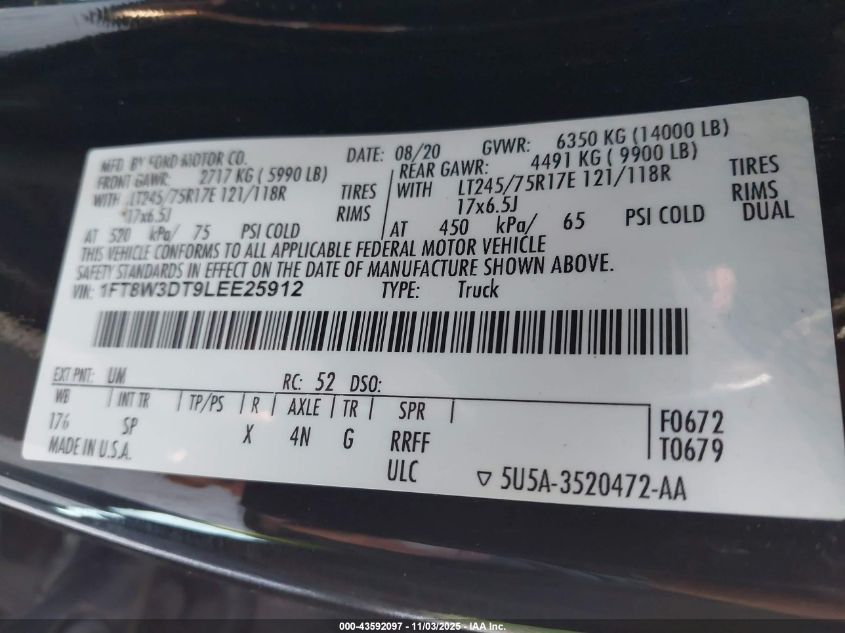 MFD BY FORD MOTOR CO. DATE: 08/20 GVWR: 6350 KG (14000 LB)
FRONT GAWR: 2717 KG ( 5990 LB) REAR GAWR: 4491 KG ( 9900 LB)
WITH LT245/75R17E 121/118R TIRES WITH LT245/75R17E 121/118R TIRES
17x6.5J RIMS 17x6.5J RIMS
AT 520 kPa/ 75 PSI COLD AT 450 kPa/ 65 PSI COLD DUAL
THIS VEHICLE CONFORMS TO ALL APPLICABLE FEDERAL MOTOR VEHICLE
SAFETY STANDARDS IN EFFECT ON THE DATE OF MANUFACTURE SHOWN ABOVE.
VIN: 1FT8W3DT9LEE25912 TYPE: Truck
EXT PNT: UM RC: 52 DSO:
WB INT TR TP/PS R AXLE TR SPR
176 SP X 4N G RRFF
ULC
MADE IN U.S.A.
F0672
T0679
5U5A-3520472-AA
000-43592097 - 11/03/2025 - IAA Inc.